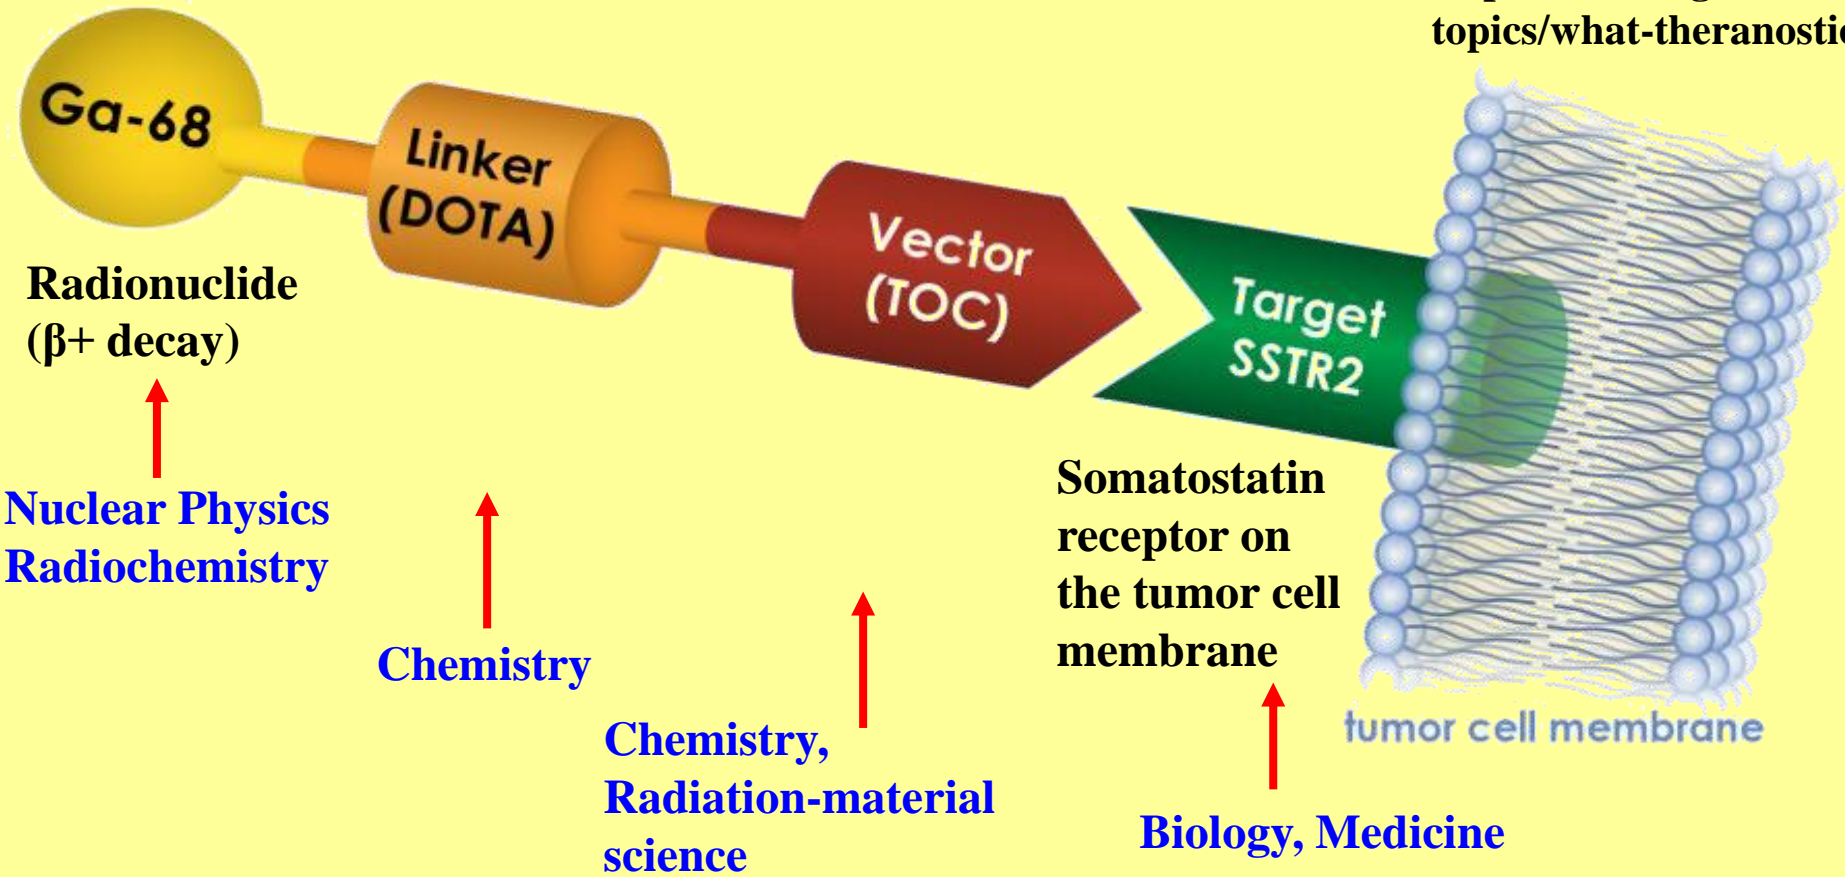 topics/what-theranostic
Ga-68
Linker
(DOTA)
Vector
(TOC)
Target
SSTR2
Radionuclide
(β+ decay)
Nuclear Physics
Radiochemistry
Chemistry
Chemistry,
Radiation-material
science
Somatostatin
receptor on
the tumor cell
membrane
tumor cell membrane
Biology, Medicine